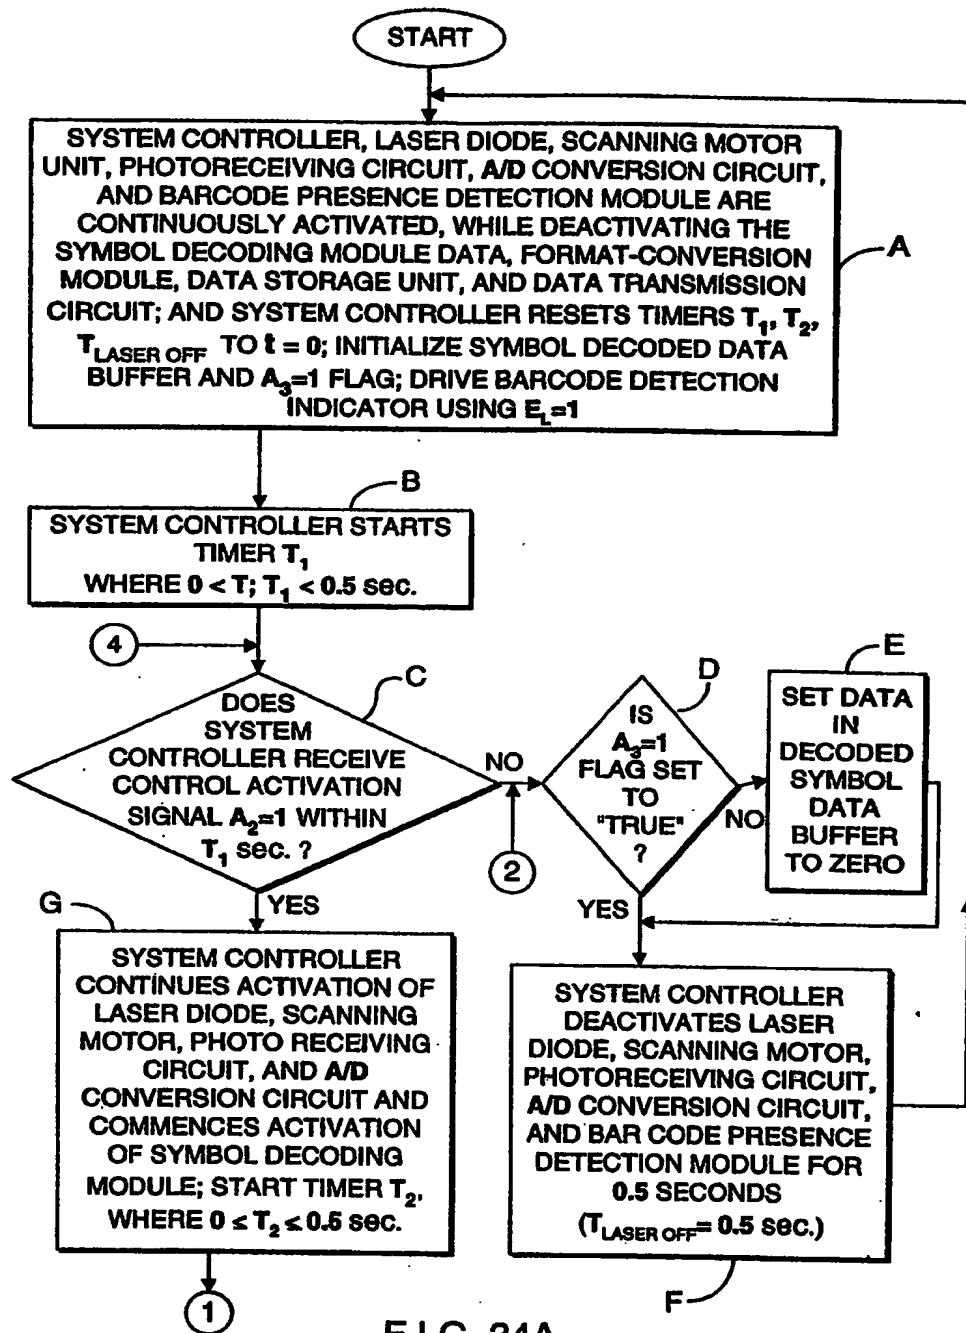 START
SYSTEM CONTROLLER, LASER DIODE, SCANNING MOTOR
UNIT, PHOTORECEIVING CIRCUIT, A/D CONVERSION CIRCUIT,
AND BARCODE PRESENCE DETECTION MODULE ARE
CONTINUOUSLY ACTIVATED, WHILE DEACTIVATING THE
SYMBOL DECODING MODULE DATA, FORMAT-CONVERSION
MODULE, DATA STORAGE UNIT, AND DATA TRANSMISSION
CIRCUIT; AND SYSTEM CONTROLLER RESETS TIMERS T1, T2,
TLASER OFF TO t = 0; INITIALIZE SYMBOL DECODED DATA
BUFFER AND A3=1 FLAG; DRIVE BARCODE DETECTION
INDICATOR USING EL=1
A
B
SYSTEM CONTROLLER STARTS
TIMER T1
WHERE 0 < T; T1 < 0.5 sec.
4
C
DOES
SYSTEM
CONTROLLER RECEIVE
CONTROL ACTIVATION
SIGNAL A2=1 WITHIN
T1 sec. ?
NO
2
YES
D
IS
A3=1
FLAG SET
TO
"TRUE"
?
NO
YES
E
SET DATA
IN
DECODED
SYMBOL
DATA
BUFFER
TO ZERO
G
SYSTEM CONTROLLER
CONTINUES ACTIVATION OF
LASER DIODE, SCANNING
MOTOR, PHOTO RECEIVING
CIRCUIT, AND A/D
CONVERSION CIRCUIT AND
COMMENCES ACTIVATION
OF SYMBOL DECODING
MODULE; START TIMER T2,
WHERE 0 ≤ T2 ≤ 0.5 sec.
1
SYSTEM CONTROLLER
DEACTIVATES LASER
DIODE, SCANNING MOTOR,
PHOTORECEIVING CIRCUIT,
A/D CONVERSION CIRCUIT,
AND BAR CODE PRESENCE
DETECTION MODULE FOR
0.5 SECONDS
(TLASER OFF= 0.5 sec.)
F
FIG. 24A